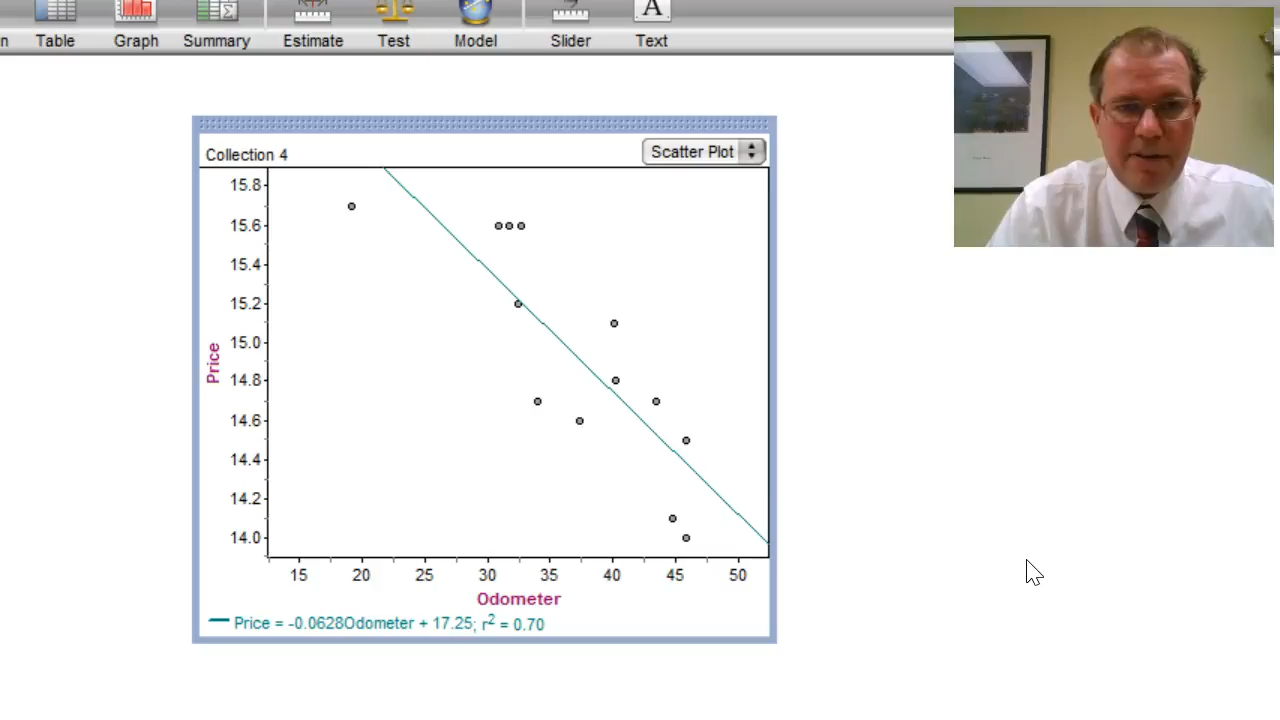 n Table Graph Summary Estimate Test Model Slider Text
A
Collection 4
Scatter Plot
15.8
15.6
15.4
15.2
15.0
14.8
14.6
14.4
14.2
14.0
Price
15 20 25 30 35 40 45 50
Odometer
Price = -0.0628Odometer + 17.25; r² = 0.70